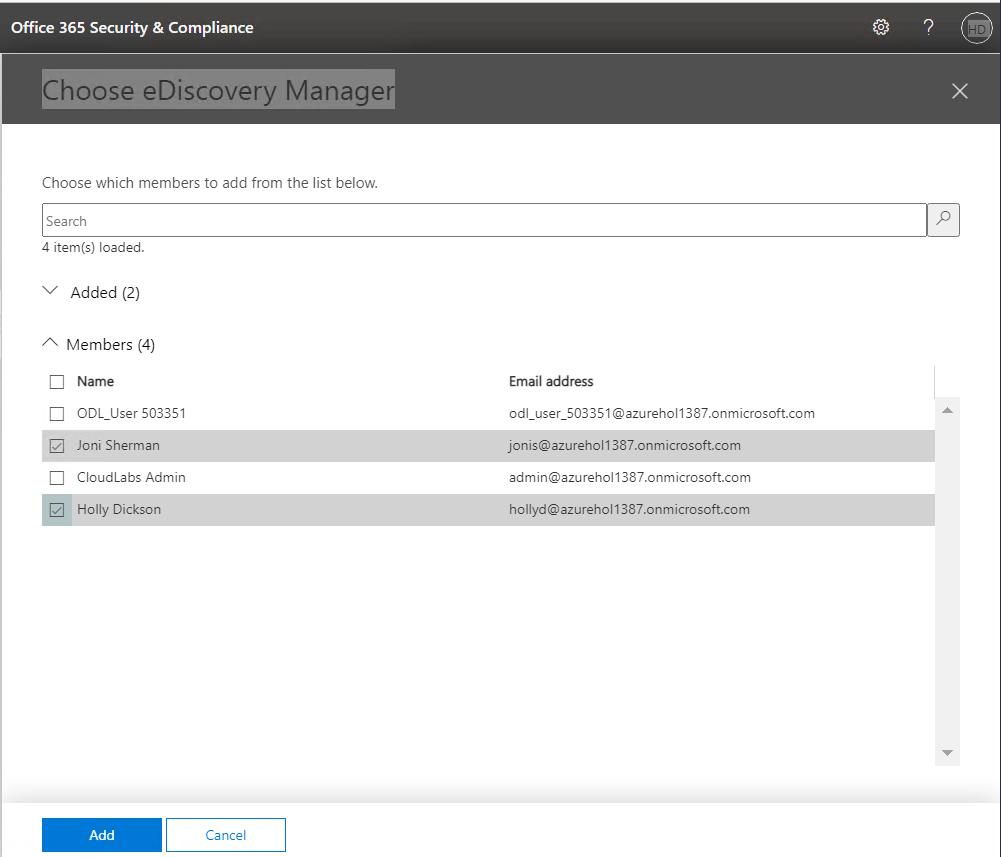 Office 365 Security & Compliance
?
HD
Choose eDiscovery Manager
Choose which members to add from the list below.
Search
4 item(s) loaded.
Added (2)
Members (4)
Name Email address
ODL_User 503351 odl_user_503351@azurehol1387.onmicrosoft.com
Joni Sherman jonis@azurehol1387.onmicrosoft.com
CloudLabs Admin admin@azurehol1387.onmicrosoft.com
Holly Dickson hollyd@azurehol1387.onmicrosoft.com
Add Cancel